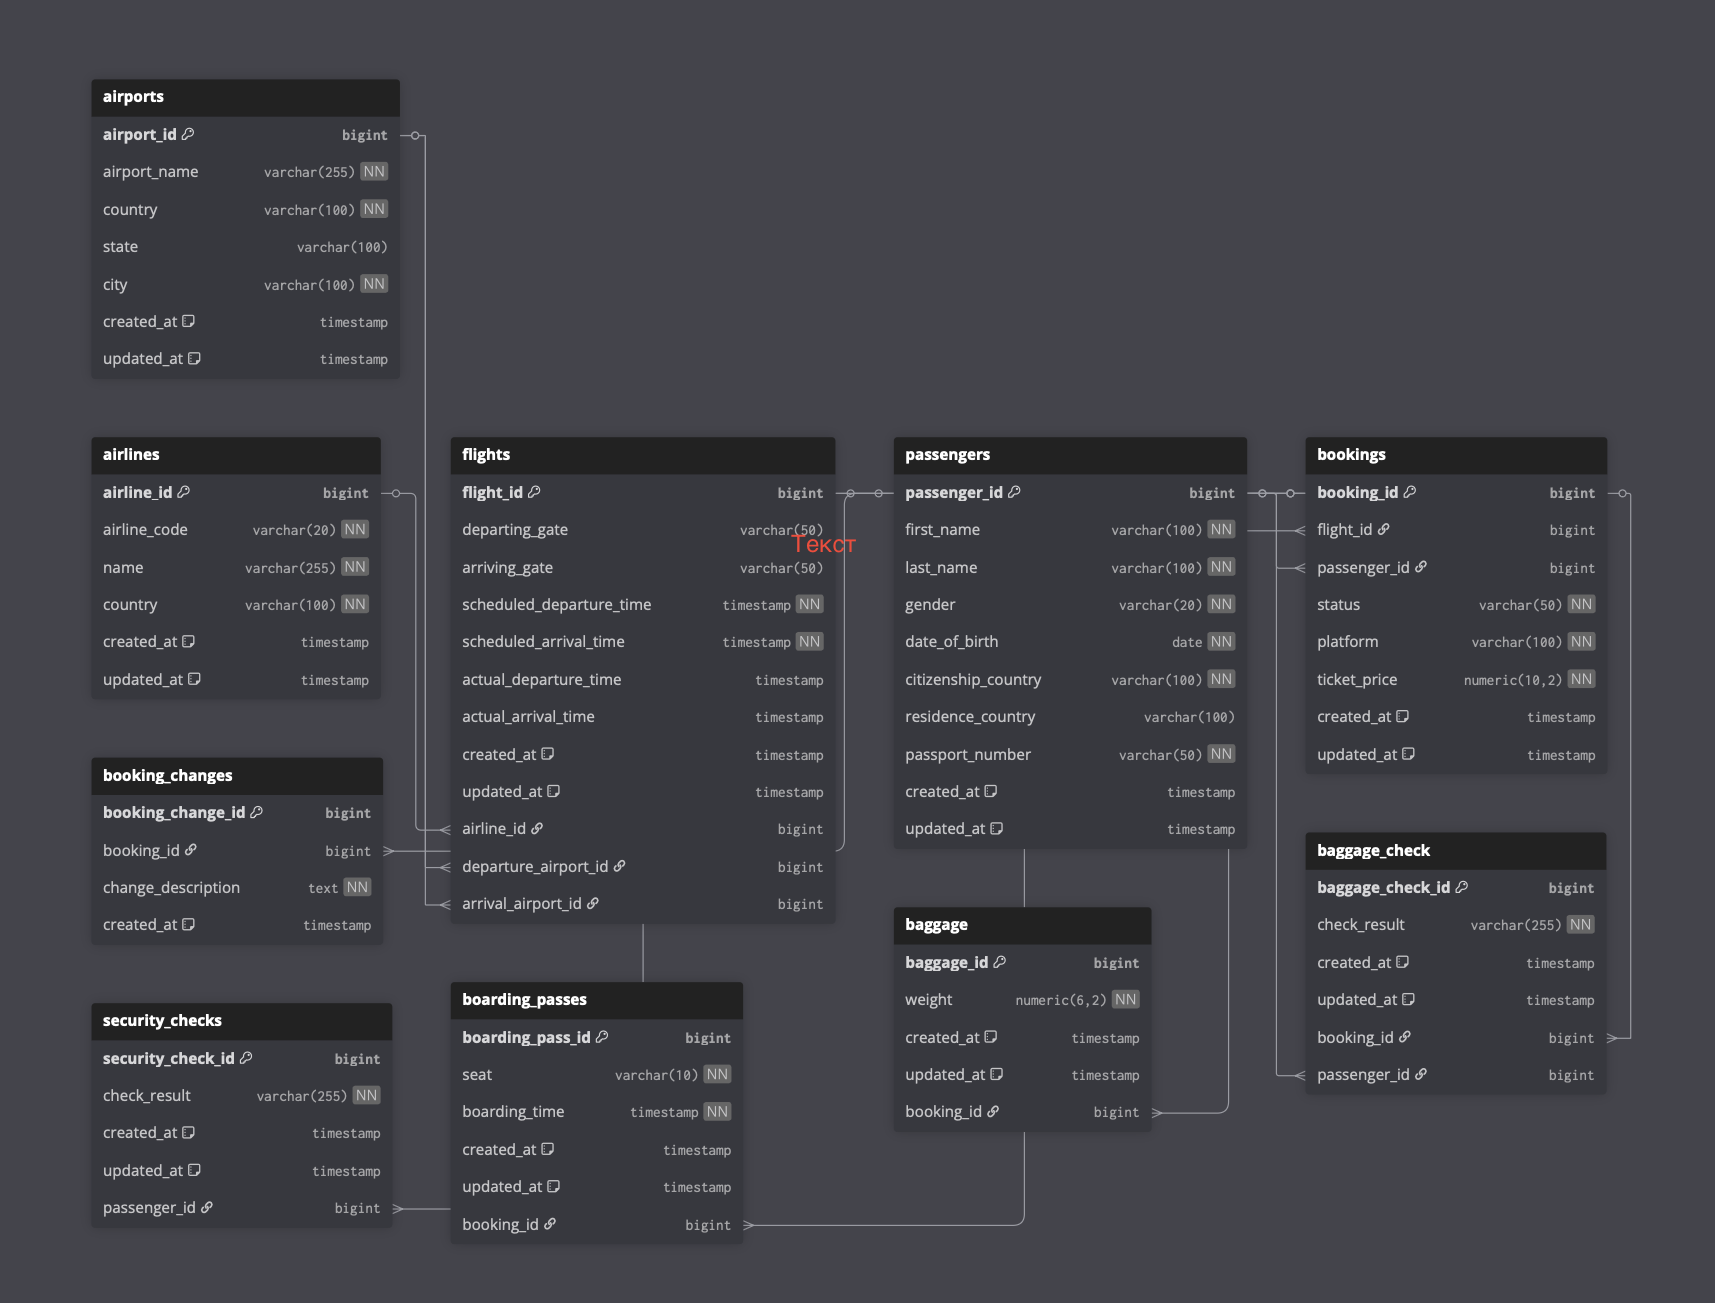 airports
airport_id bigint
airport_name varchar(255) NN
country varchar(100) NN
state varchar(100)
city varchar(100) NN
created_at timestamp
updated_at timestamp
airlines
airline_id bigint
airline_code varchar(20) NN
name varchar(255) NN
country varchar(100) NN
created_at timestamp
updated_at timestamp
flights
flight_id bigint
departing_gate varchar(50)
Текст
arriving_gate varchar(50)
scheduled_departure_time timestamp NN
scheduled_arrival_time timestamp NN
actual_departure_time timestamp
actual_arrival_time timestamp
created_at timestamp
updated_at timestamp
airline_id bigint
departure_airport_id bigint
arrival_airport_id bigint
passengers
passenger_id bigint
first_name varchar(100) NN
last_name varchar(100) NN
gender varchar(20) NN
date_of_birth date NN
citizenship_country varchar(100) NN
residence_country varchar(100)
passport_number varchar(50) NN
created_at timestamp
updated_at timestamp
bookings
booking_id bigint
flight_id bigint
passenger_id bigint
status varchar(50) NN
platform varchar(100) NN
ticket_price numeric(10,2) NN
created_at timestamp
updated_at timestamp
booking_changes
booking_change_id bigint
booking_id bigint
change_description text NN
created_at timestamp
baggage_check
baggage_check_id bigint
check_result varchar(255) NN
created_at timestamp
updated_at timestamp
booking_id bigint
passenger_id bigint
baggage
baggage_id bigint
weight numeric(6,2) NN
created_at timestamp
updated_at timestamp
booking_id bigint
boarding_passes
boarding_pass_id bigint
seat varchar(10) NN
boarding_time timestamp NN
created_at timestamp
updated_at timestamp
booking_id bigint
security_checks
security_check_id bigint
check_result varchar(255) NN
created_at timestamp
updated_at timestamp
passenger_id bigint